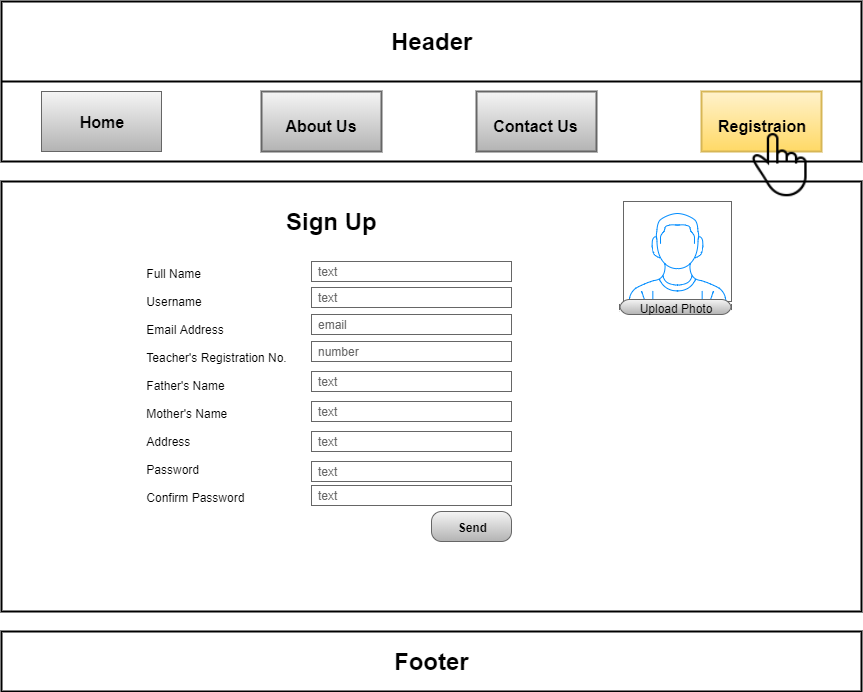 Header
Home
About Us
Contact Us
Registraion
Sign Up
Full Name
text
Username
text
Email Address
email
Teacher's Registration No.
number
Father's Name
text
Mother's Name
text
Address
text
Password
text
Confirm Password
text
Send
Upload Photo
Footer